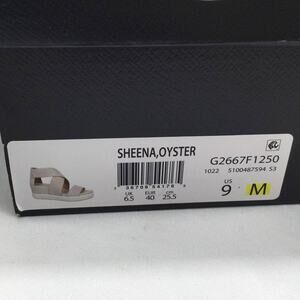 SHEENA,OYSTER
G2667F1250
1022 5100487594 S3
UK EUR cm
6.5 40 25.5
US
9 M